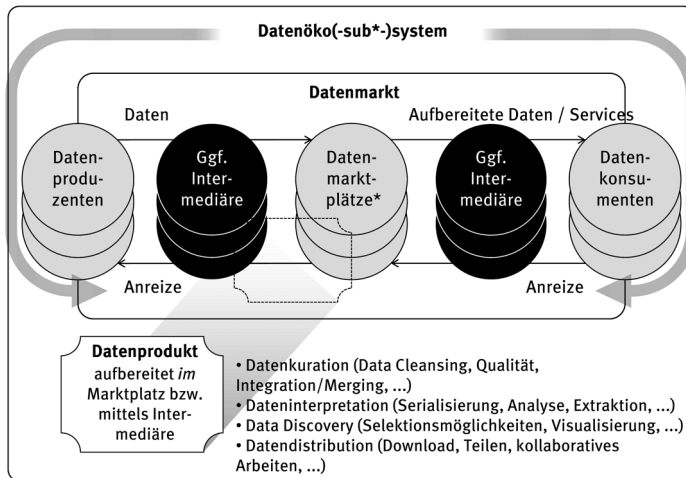 Datenöko(-sub*-)system
Datenmarkt
Daten
Aufbereitete Daten / Services
Daten-
produ-
zenten
Ggf.
Inter-
mediäre
Daten-
markt-
plätze*
Ggf.
Inter-
mediäre
Daten-
konsu-
menten
Anreize
Anreize
Datenprodukt
aufbereitet im
Marktplatz bzw.
mittels Inter-
mediäre
• Datenkuration (Data Cleansing, Qualität,
Integration/Merging, ...)
• Dateninterpretation (Serialisierung, Analyse, Extraktion, ...)
• Data Discovery (Selektionsmöglichkeiten, Visualisierung, ...)
• Datendistribution (Download, Teilen, kollaboratives
Arbeiten, ...)